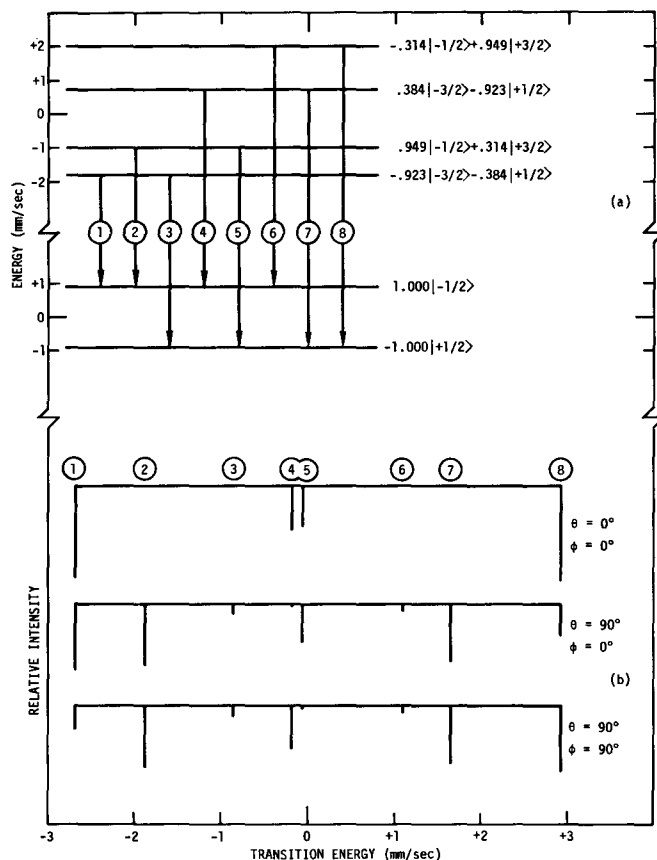 ENERGY (mm/sec)
+2
-.314|-1/2>+.949|+3/2>
+1
.384|-3/2>-.923|+1/2>
0
-1
.949|-1/2>+.314|+3/2>
-2
-.923|-3/2>-.384|+1/2>
(a)
1 2 3 4 5 6 7 8
+1
1.000|-1/2>
0
-1
-1.000|+1/2>
RELATIVE INTENSITY
1 2 3 4 5 6 7 8
θ = 0°
ϕ = 0°
θ = 90°
ϕ = 0°
(b)
θ = 90°
ϕ = 90°
-3 -2 -1 0 +1 +2 +3
TRANSITION ENERGY (mm/sec)